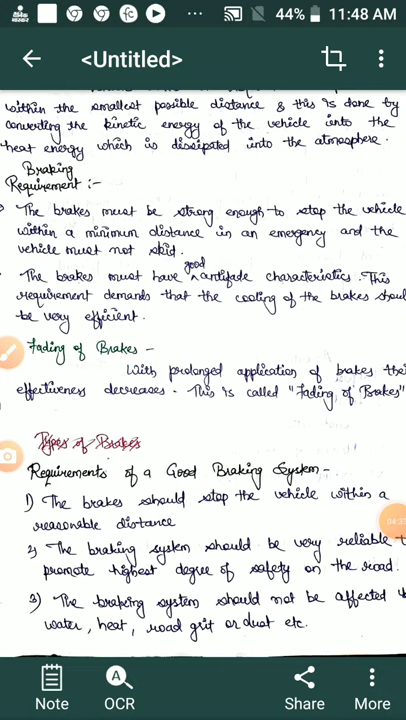 44% 11:48 AM
<Untitled>
within the smallest possible distance & this is done by
converting the kinetic energy of the vehicle into the
heat energy which is dissipated into the atmosphere.
Braking
Requirement :-
The brakes must be strong enough to stop the vehicle
within a minimum distance in an emergency and the
vehicle must not skid.
good
The brakes must have ^ antifade characteristics. This
requirement demands that the cooling of the brakes shou
be very efficient.
Fading of Brakes -
With prolonged application of brakes the
effectiveness decreases. This is called "Fading of Brakes"
Types of Brakes
Requirements of a Good Braking System -
1) The brakes should stop the vehicle within a
reasonable distance
2) The braking system should be very reliable t
promote highest degree of safety on the road.
3) The braking system should not be affected
water, heat, road grit or dust etc.
Note OCR Share More